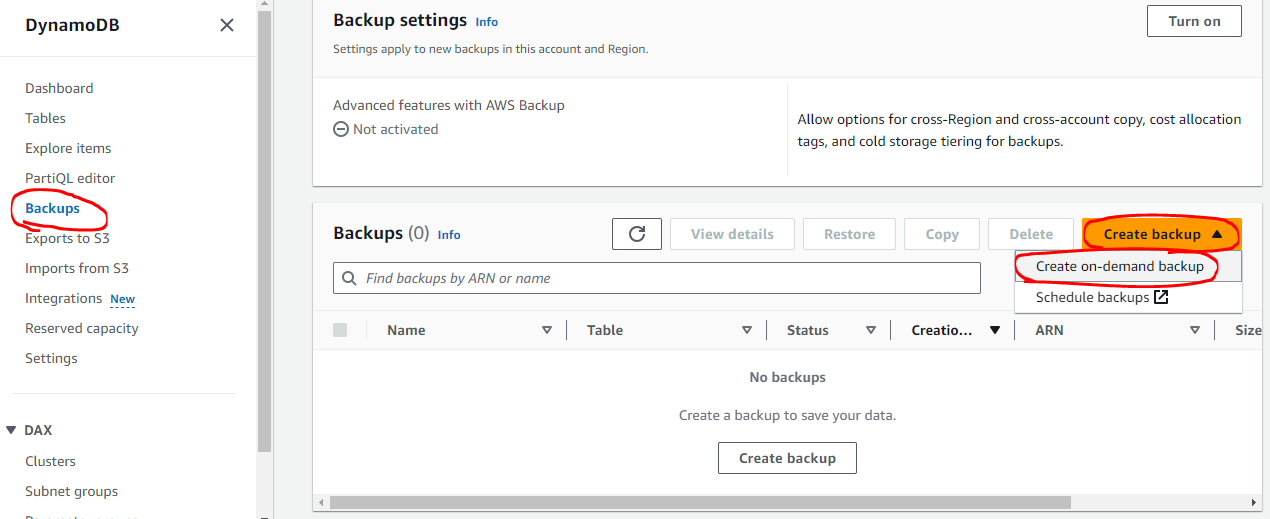 DynamoDB
Dashboard
Tables
Explore items
PartiQL editor
Backups
Exports to S3
Imports from S3
Integrations New
Reserved capacity
Settings
DAX
Clusters
Subnet groups
Backup settings Info
Turn on
Settings apply to new backups in this account and Region.
Advanced features with AWS Backup
Not activated
Allow options for cross-Region and cross-account copy, cost allocation
tags, and cold storage tiering for backups.
Backups (0) Info
View details
Restore
Copy
Delete
Create backup
Create on-demand backup
Schedule backups
Find backups by ARN or name
Name
Table
Status
Creatio...
ARN
Size
No backups
Create a backup to save your data.
Create backup